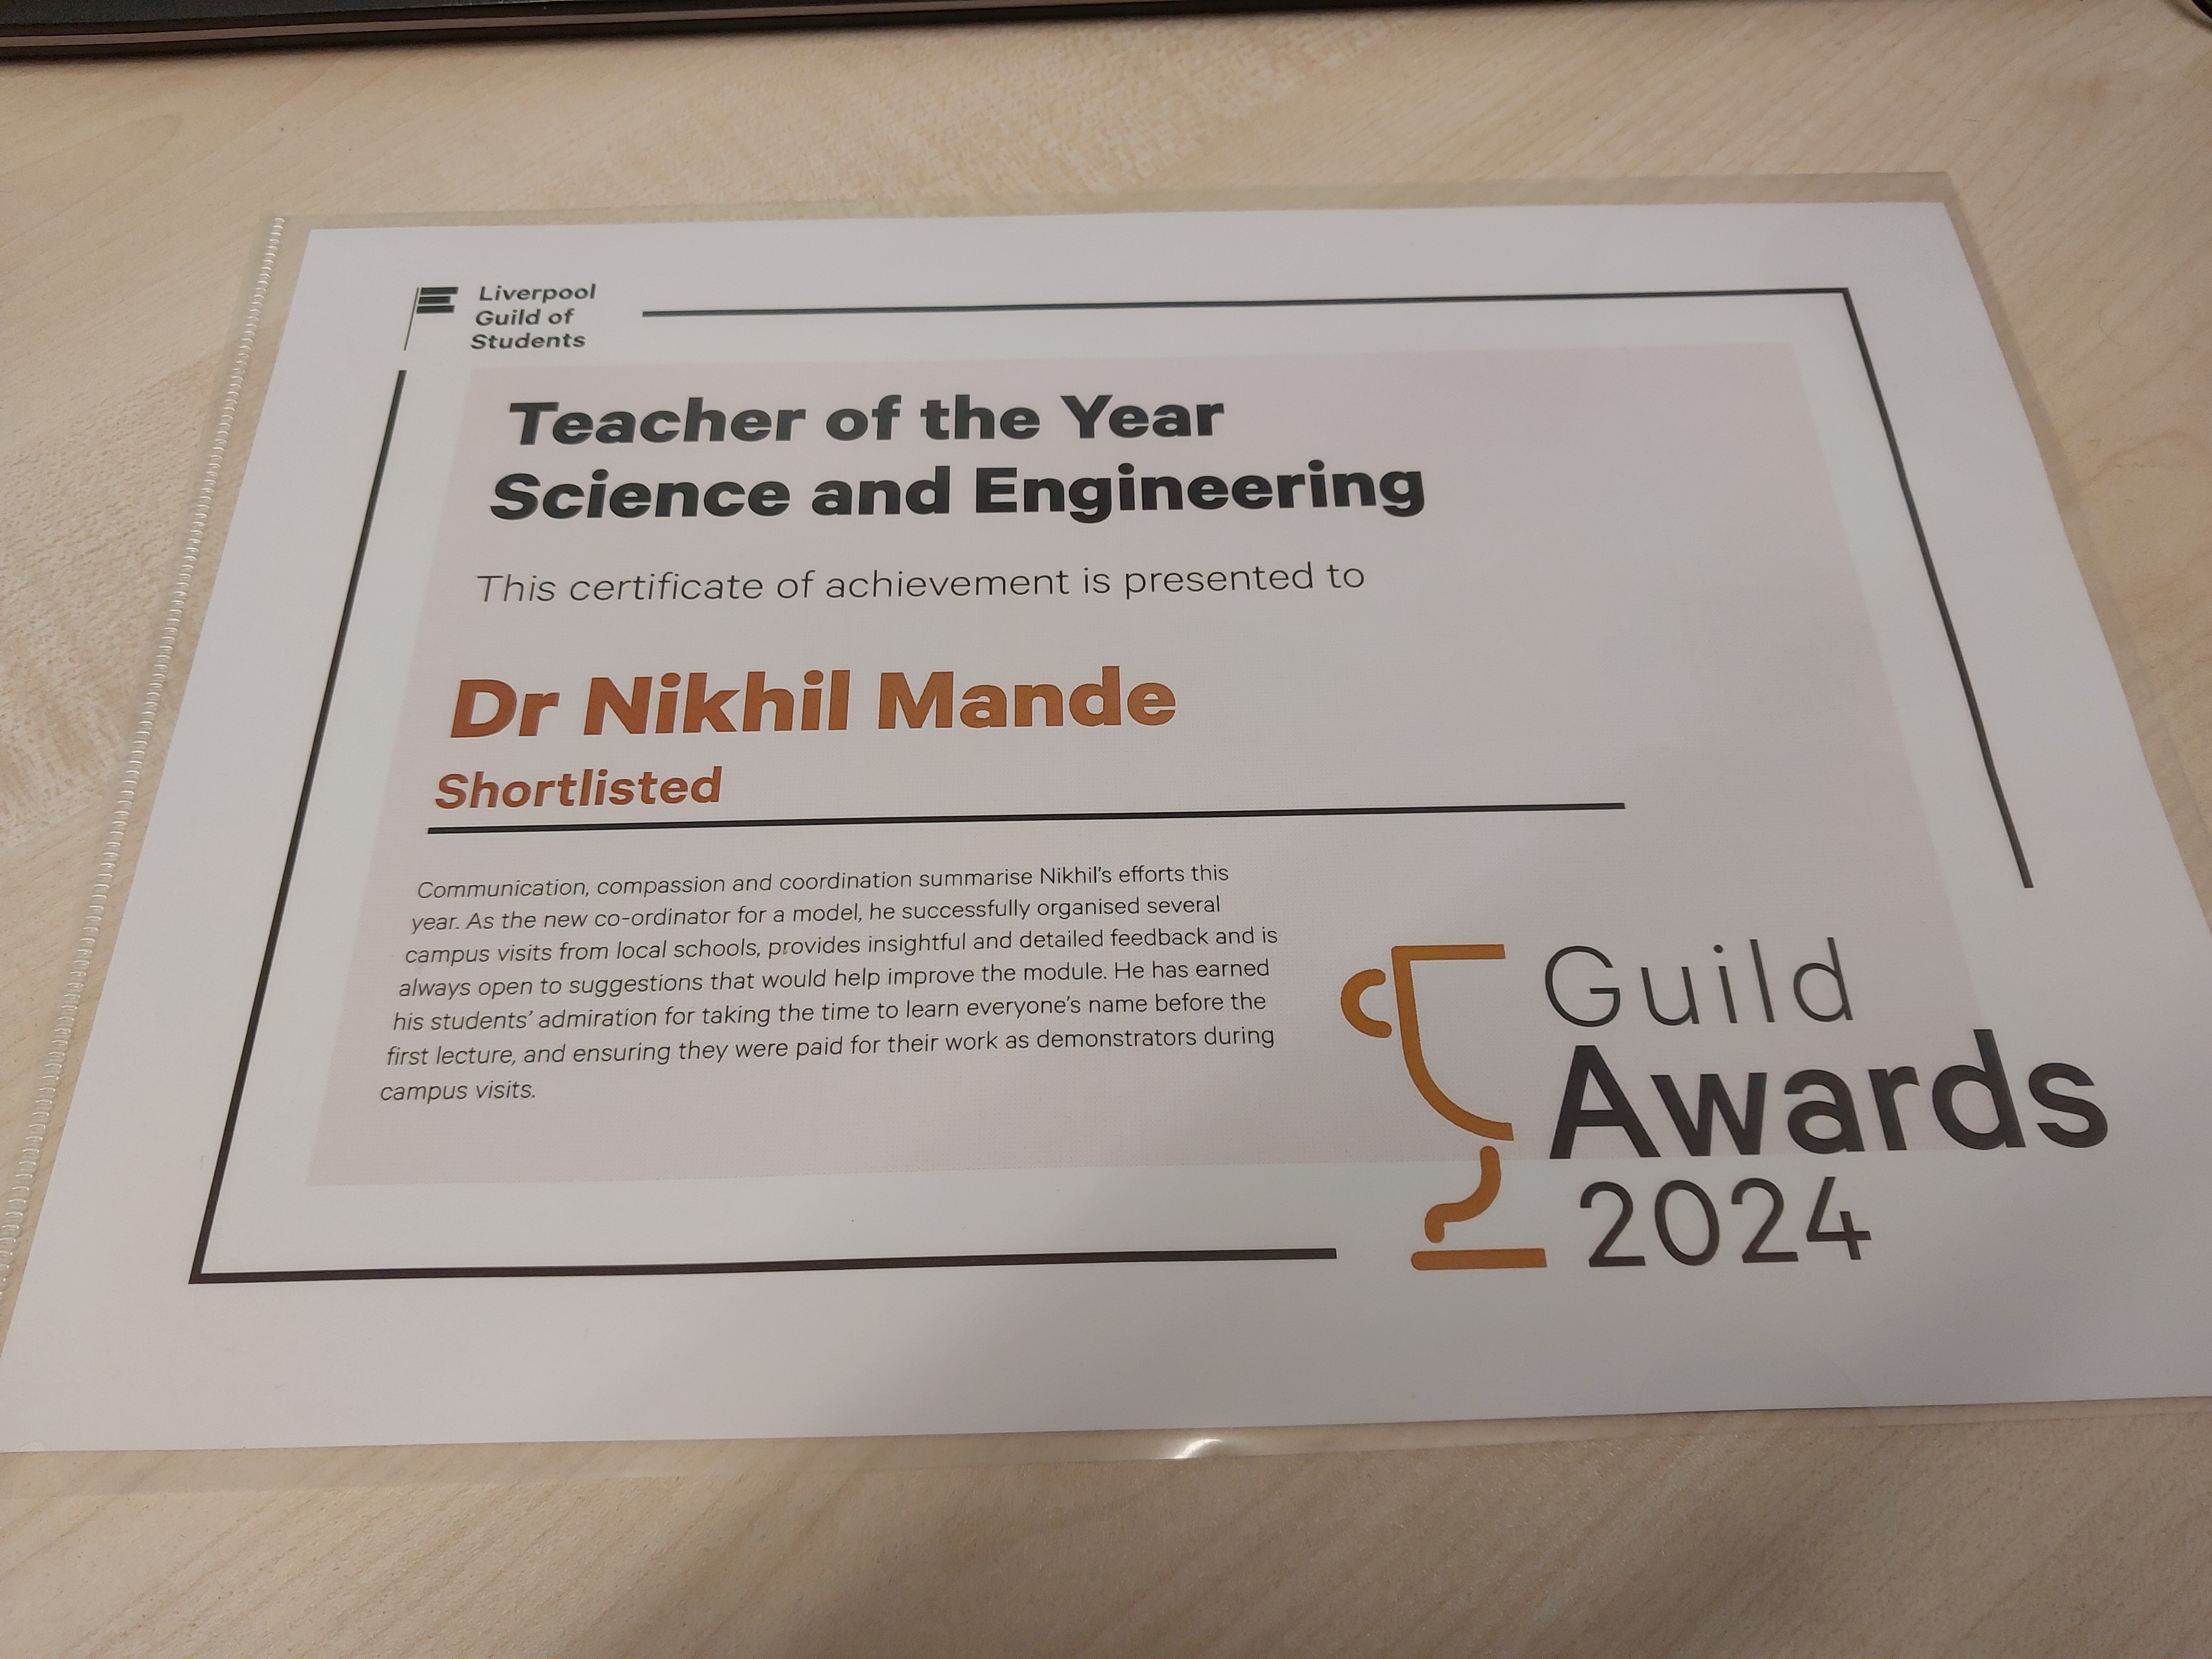 Liverpool
Guild of
Students
Teacher of the Year
Science and Engineering
This certificate of achievement is presented to
Dr Nikhil Mande
Shortlisted
Communication, compassion and coordination summarise Nikhil's efforts this
year. As the new co-ordinator for a model, he successfully organised several
campus visits from local schools, provides insightful and detailed feedback and is
always open to suggestions that would help improve the module. He has earned
his students' admiration for taking the time to learn everyone's name before the
first lecture, and ensuring they were paid for their work as demonstrators during
campus visits.
Guild
Awards
2024